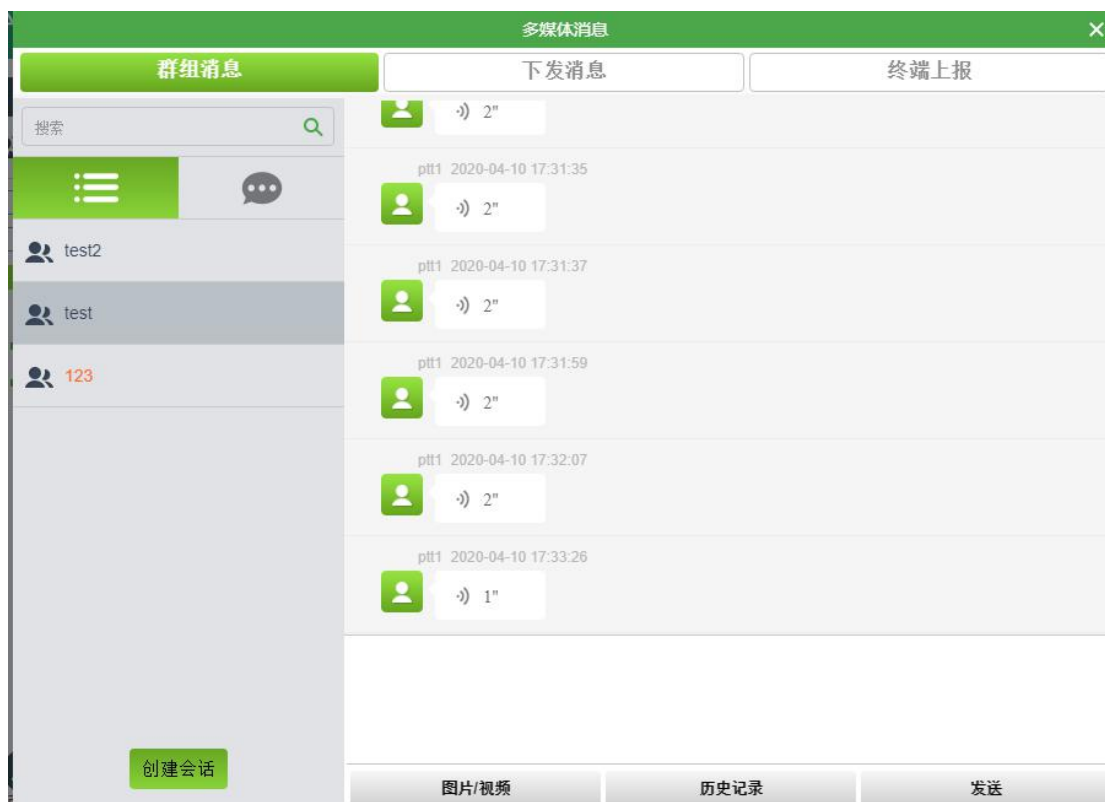 多媒体消息
群组消息
下发消息
终端上报
搜索
test2
test
123
创建会话
2"
ptt1 2020-04-10 17:31:35
2"
ptt1 2020-04-10 17:31:37
2"
ptt1 2020-04-10 17:31:59
2"
ptt1 2020-04-10 17:32:07
2"
ptt1 2020-04-10 17:33:26
1"
图片/视频
历史记录
发送